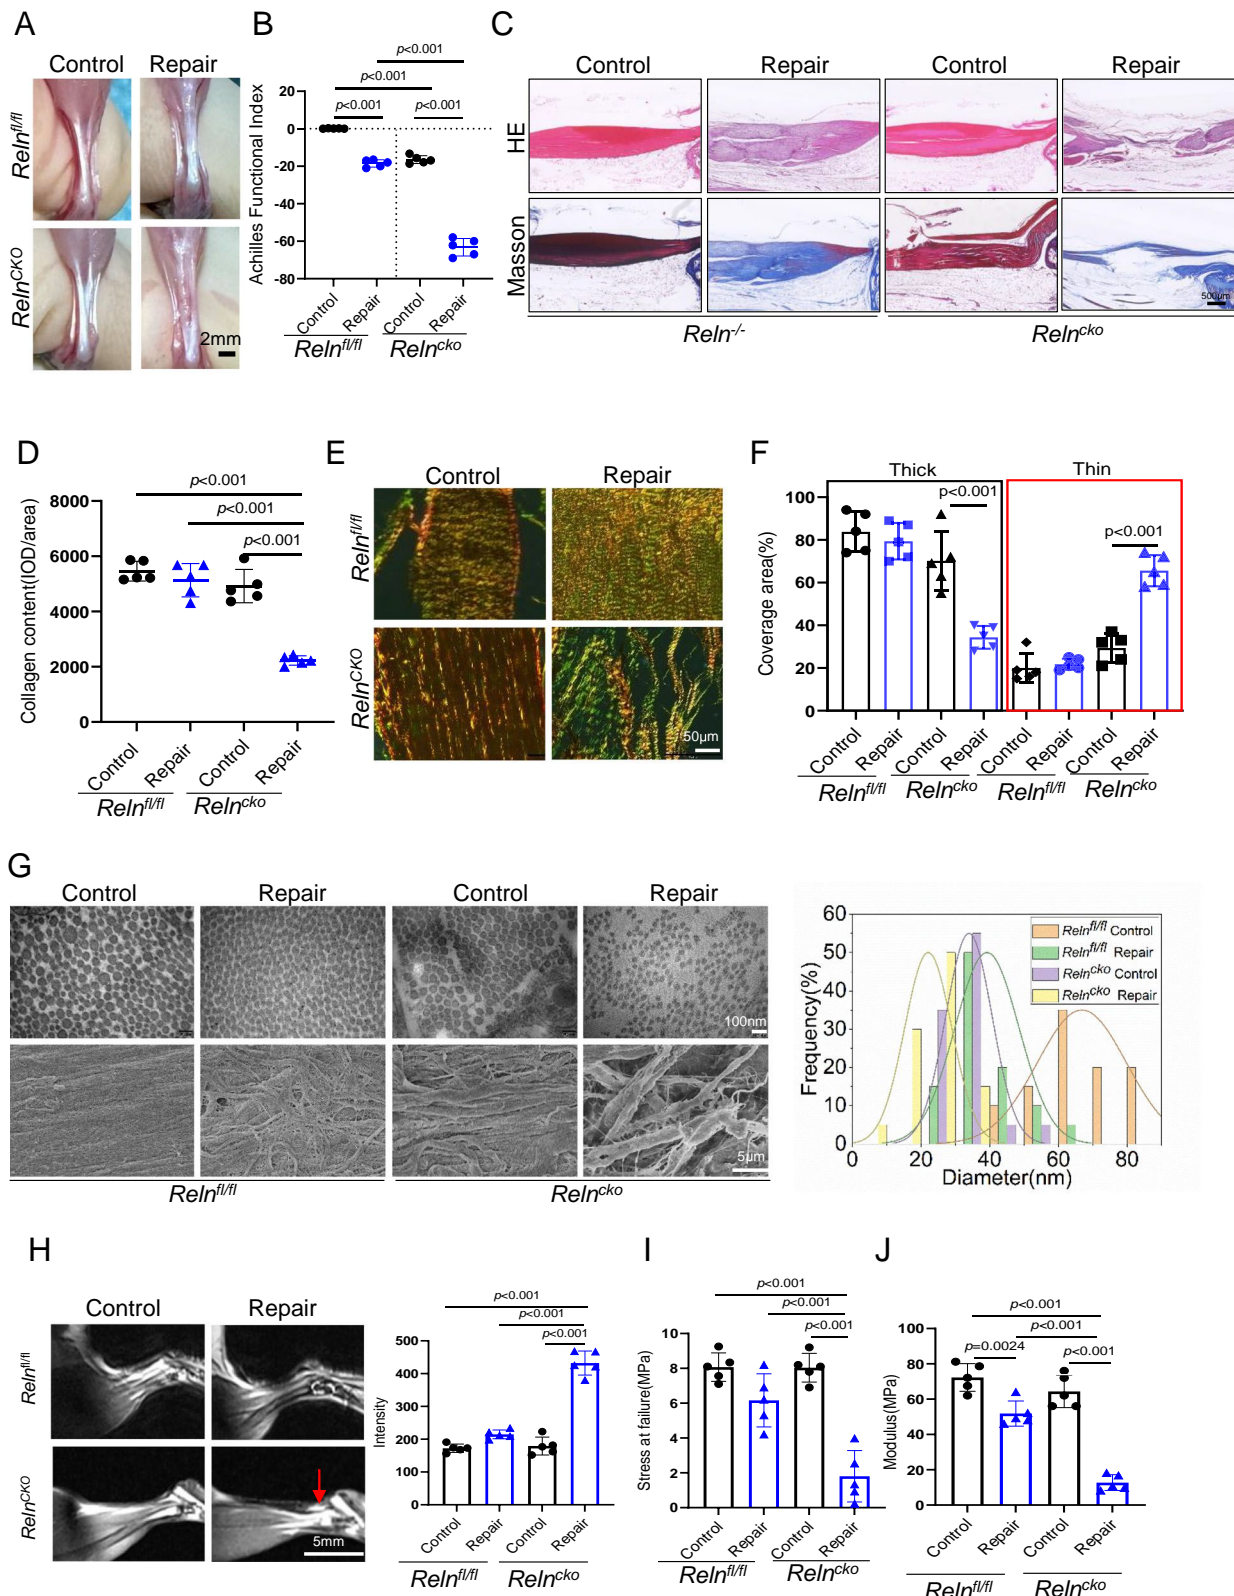 A
Control Repair
Reln^fl/fl
Reln^CKO
2mm
B
p<0.001
p<0.001
p<0.001 p<0.001
Achilles Functional Index
20
0
-20
-40
-60
-80
Control Repair Control Repair
Reln^fl/fl Reln^cko
C
Control Repair Control Repair
HE
Masson
500μm
Reln^-/- Reln^cko
D
p<0.001
p<0.001
p<0.001
Collagen content(IOD/area)
8000
6000
4000
2000
0
Control Repair Control Repair
Reln^fl/fl Reln^cko
E
Control Repair
Reln^fl/fl
Reln^CKO
50μm
F
Thick Thin
p<0.001
p<0.001
Coverage area(%)
100
80
60
40
20
0
Control Repair Control Repair Control Repair Control Repair
Reln^fl/fl Reln^cko Reln^fl/fl Reln^cko
G
Control Repair Control Repair
100nm
5μm
Reln^fl/fl Reln^cko
Frequency(%)
60
50
40
30
20
10
0
Reln^fl/fl Control
Reln^fl/fl Repair
Reln^cko Control
Reln^cko Repair
0 20 40 60 80
Diameter(nm)
H
Control Repair
Reln^fl/fl
Reln^CKO
5mm
p<0.001
p<0.001
p<0.001
Intensity
500
400
300
200
100
0
Control Repair Control Repair
Reln^fl/fl Reln^cko
I
p<0.001
p<0.001
p<0.001
Stress at failure(MPa)
8
6
4
2
0
Control Repair Control Repair
Reln^fl/fl Reln^cko
J
p<0.001
p<0.001
p=0.0024 p<0.001
Modulus(MPa)
100
80
60
40
20
0
Control Repair Control Repair
Reln^fl/fl Reln^cko